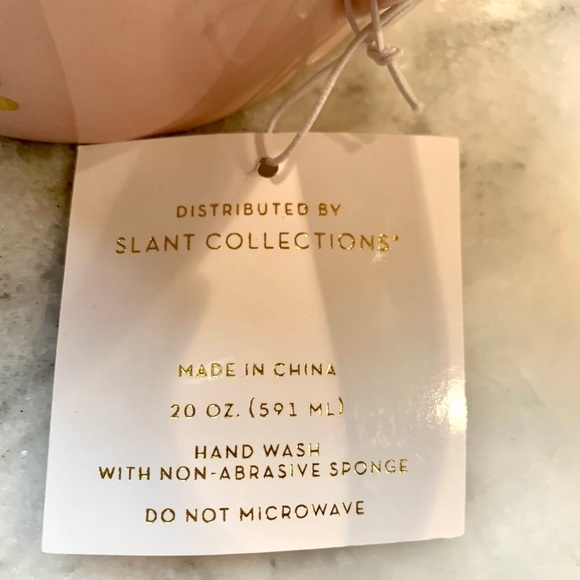 DISTRIBUTED BY
SLANT COLLECTIONS®
MADE IN CHINA
20 OZ. (591 ML)
HAND WASH
WITH NON-ABRASIVE SPONGE
DO NOT MICROWAVE